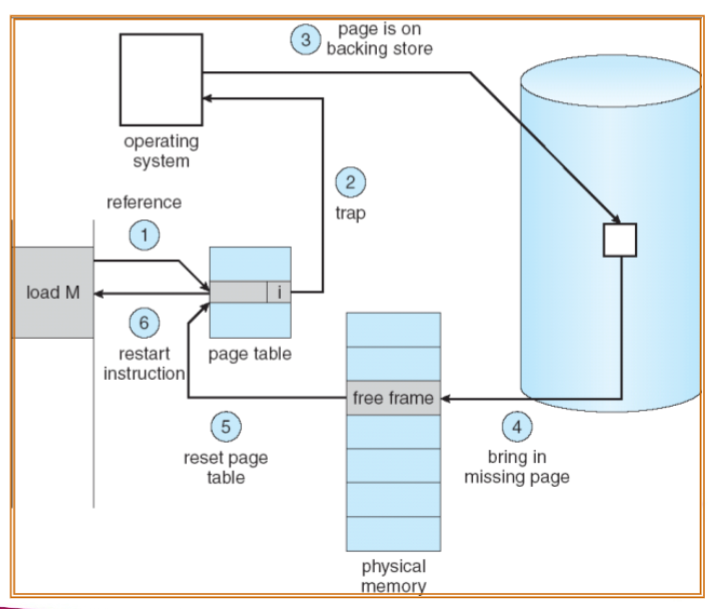 3
page is on
backing store
operating
system
2
trap
reference
1
load M
i
6
restart
instruction
page table
free frame
5
reset page
table
4
bring in
missing page
physical
memory